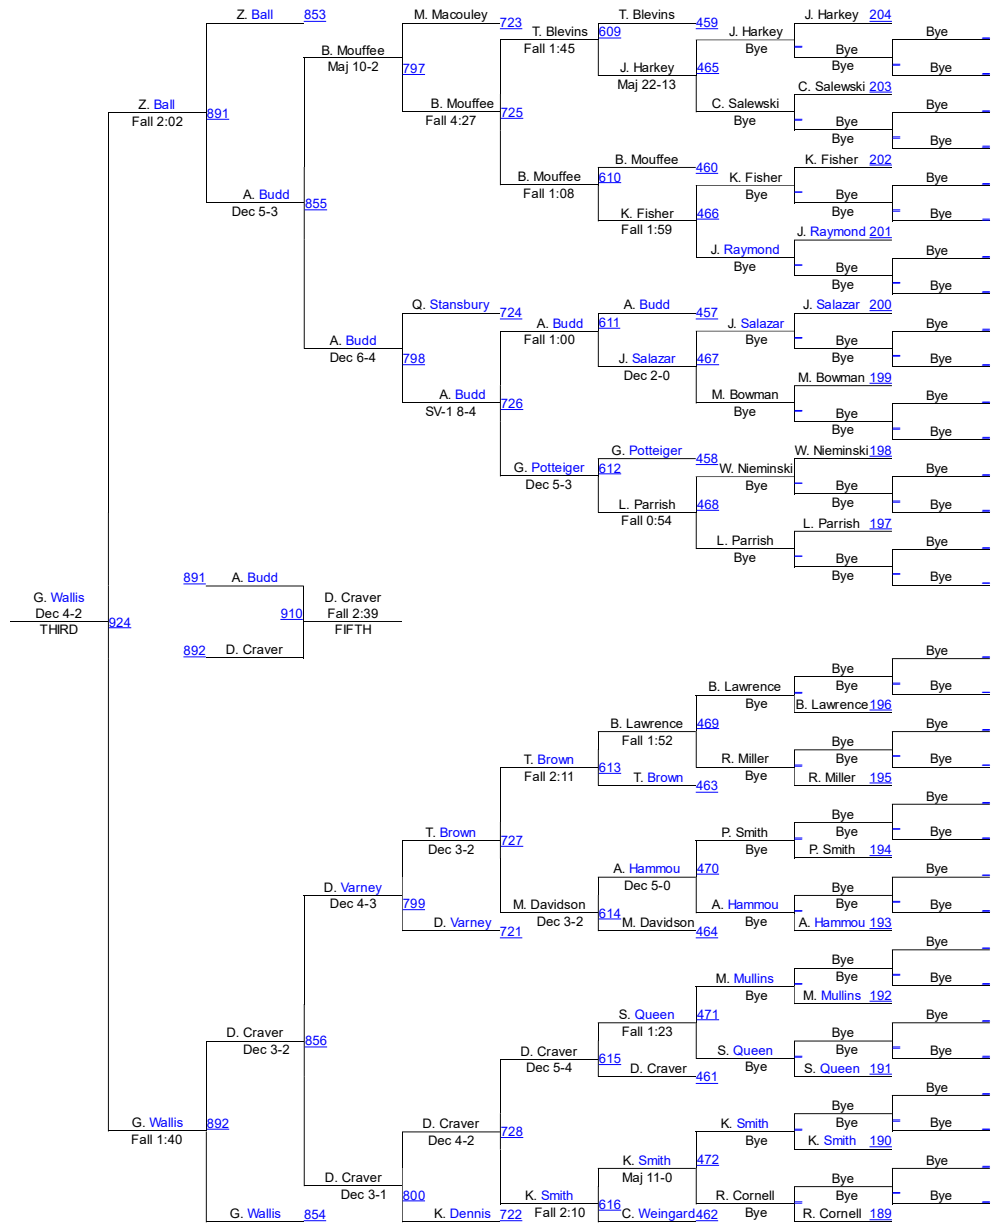 Z. Ball 853
M. Macouley 723
T. Blevins 459
J. Harkey 204
T. Blevins 609
J. Harkey
Bye
Fall 1:45
Bye
Bye
B. Mouffee
J. Harkey 465
Bye
Bye
Maj 10-2 797
Maj 22-13
C. Salewski 203
Z. Ball
B. Mouffee 725
C. Salewski
Bye
Fall 2:02 891
Fall 4:27
Bye
Bye
Bye
Bye
B. Mouffee 460
K. Fisher 202
B. Mouffee 610
K. Fisher
Bye
A. Budd 855
Fall 1:08
Bye
Bye
Dec 5-3
K. Fisher 466
Bye
Bye
Fall 1:59
J. Raymond 201
J. Raymond
Bye
Bye
Bye
Bye
Bye
Q. Stansbury 724
A. Budd 457
J. Salazar 200
A. Budd 611
J. Salazar
Bye
A. Budd
Fall 1:00
Bye
Bye
Dec 6-4 798
J. Salazar 467
Bye
Bye
Dec 2-0
M. Bowman 199
A. Budd 726
M. Bowman
Bye
SV-1 8-4
Bye
Bye
Bye
Bye
G. Potteiger 458
W. Nieminski 198
G. Potteiger 612
W. Nieminski
Bye
Dec 5-3
Bye
Bye
L. Parrish 468
Bye
Bye
Fall 0:54
L. Parrish 197
L. Parrish
Bye
Bye
Bye
Bye
Bye
891 A. Budd
G. Wallis
D. Craver
Dec 4-2
910 Fall 2:39
THIRD 924
FIFTH
892 D. Craver
Bye
B. Lawrence
Bye
Bye
Bye
Bye
B. Lawrence 469
B. Lawrence 196
Fall 1:52
Bye
T. Brown 613
R. Miller
Bye
Bye
Fall 2:11
T. Brown 463
Bye
R. Miller 195
Bye
Bye
T. Brown 727
P. Smith
Bye
Dec 3-2
Bye
P. Smith 194
Bye
Bye
A. Hammou 470
Bye
D. Varney
Dec 5-0
Bye
Dec 4-3 799
M. Davidson 614
A. Hammou
Bye
Bye
D. Varney 721
Dec 3-2
M. Davidson 464
Bye
A. Hammou 193
Bye
Bye
M. Mullins
Bye
Bye
Bye
M. Mullins 192
Bye
D. Craver 856
S. Queen 471
Bye
Dec 3-2
Fall 1:23
Bye
D. Craver 615
S. Queen
Bye
Bye
Dec 5-4
D. Craver 461
Bye
S. Queen 191
Bye
G. Wallis 892
D. Craver 728
K. Smith
Bye
Fall 1:40
Dec 4-2
Bye
Bye
Bye
K. Smith 190
D. Craver
K. Smith 472
Bye
Dec 3-1 800
Maj 11-0
Bye
K. Smith 616
R. Cornell
Bye
Bye
G. Wallis 854
K. Dennis 722
Fall 2:10
C. Weingard 462
Bye
R. Cornell 189